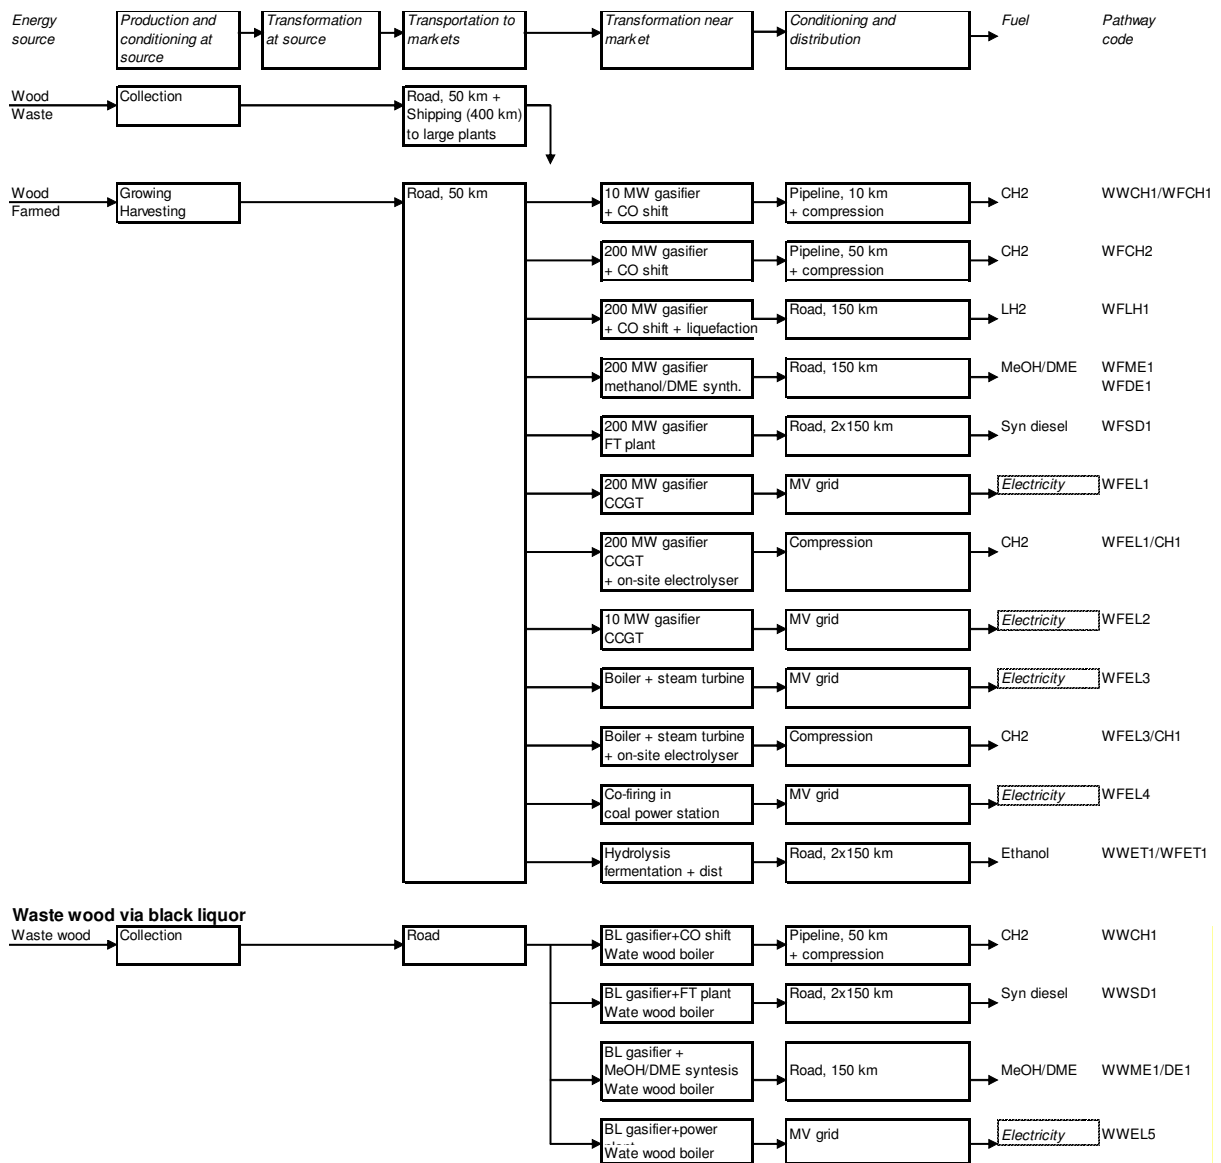 Energy source
Production and conditioning at source
Transformation at source
Transportation to markets
Transformation near market
Conditioning and distribution
Fuel
Pathway code
Wood
Waste
Collection
Road, 50 km +
Shipping (400 km)
to large plants
Wood
Farmed
Growing
Harvesting
Road, 50 km
10 MW gasifier
+ CO shift
Pipeline, 10 km
+ compression
CH2
WWCH1/WFCH1
200 MW gasifier
+ CO shift
Pipeline, 50 km
+ compression
CH2
WFCH2
200 MW gasifier
+ CO shift + liquefaction
Road, 150 km
LH2
WFLH1
200 MW gasifier
methanol/DME synth.
Road, 150 km
MeOH/DME
WFME1
WFDE1
200 MW gasifier
FT plant
Road, 2x150 km
Syn diesel
WFSD1
200 MW gasifier
CCGT
MV grid
Electricity
WFEL1
200 MW gasifier
CCGT
+ on-site electrolyser
Compression
CH2
WFEL1/CH1
10 MW gasifier
CCGT
MV grid
Electricity
WFEL2
Boiler + steam turbine
MV grid
Electricity
WFEL3
Boiler + steam turbine
+ on-site electrolyser
Compression
CH2
WFEL3/CH1
Co-firing in
coal power station
MV grid
Electricity
WFEL4
Hydrolysis
fermentation + dist
Road, 2x150 km
Ethanol
WWET1/WFET1
Waste wood via black liquor
Waste wood
Collection
Road
BL gasifier+CO shift
Wate wood boiler
Pipeline, 50 km
+ compression
CH2
WWCH1
BL gasifier+FT plant
Wate wood boiler
Road, 2x150 km
Syn diesel
WWSD1
BL gasifier +
MeOH/DME syntesis
Wate wood boiler
Road, 150 km
MeOH/DME
WWME1/DE1
BL gasifier+power
Wate wood boiler
MV grid
Electricity
WWEL5